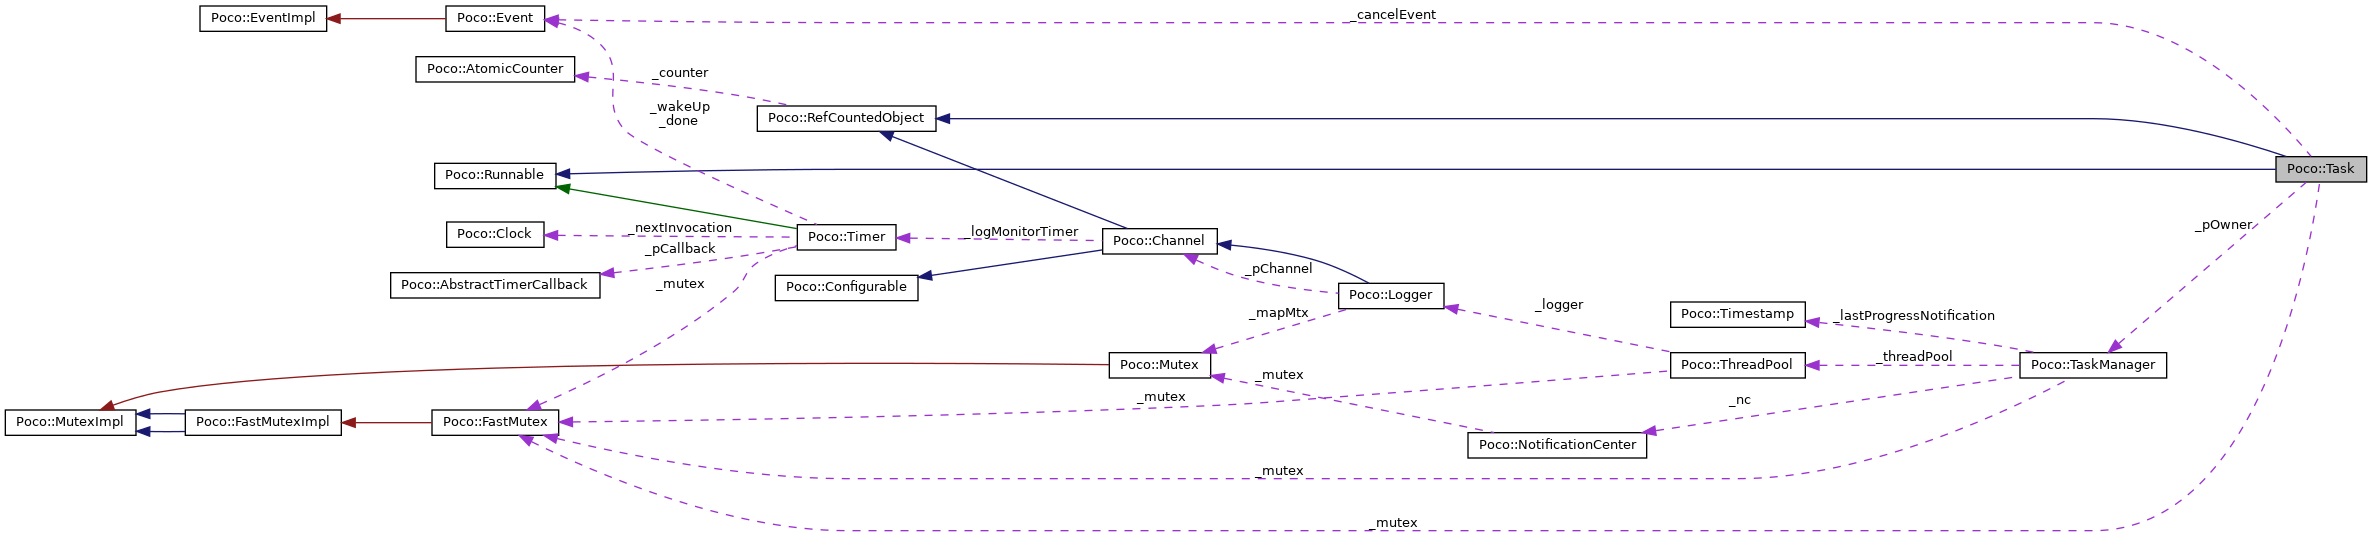 Poco::EventImpl
Poco::Event
_cancelEvent
Poco::AtomicCounter
_counter
_wakeUp
_done
Poco::RefCountedObject
Poco::Runnable
Poco::Task
Poco::Clock
_nextInvocation
Poco::Timer
_logMonitorTimer
Poco::Channel
_pOwner
_pCallback
Poco::AbstractTimerCallback
_mutex
Poco::Configurable
_pChannel
Poco::Logger
_mapMtx
_logger
Poco::Timestamp
_lastProgressNotification
Poco::Mutex
_mutex
Poco::ThreadPool
_threadPool
Poco::TaskManager
_mutex
_nc
Poco::MutexImpl
Poco::FastMutexImpl
Poco::FastMutex
Poco::NotificationCenter
_mutex
_mutex